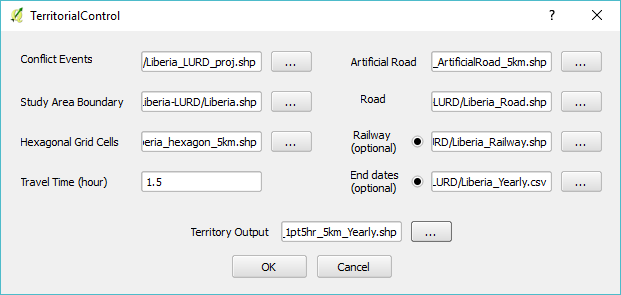 TerritorialControl ?
Conflict Events /Liberia_LURD_proj.shp ... Artificial Road _ArtificialRoad_5km.shp ...
Study Area Boundary iberia-LURD/Liberia.shp ... Road LURD/Liberia_Road.shp ...
Hexagonal Grid Cells beria_hexagon_5km.shp ... Railway (optional) URD/Liberia_Railway.shp ...
Travel Time (hour) 1.5 End dates (optional) LURD/Liberia_Yearly.csv ...
Territory Output _1pt5hr_5km_Yearly.shp ...
OK Cancel